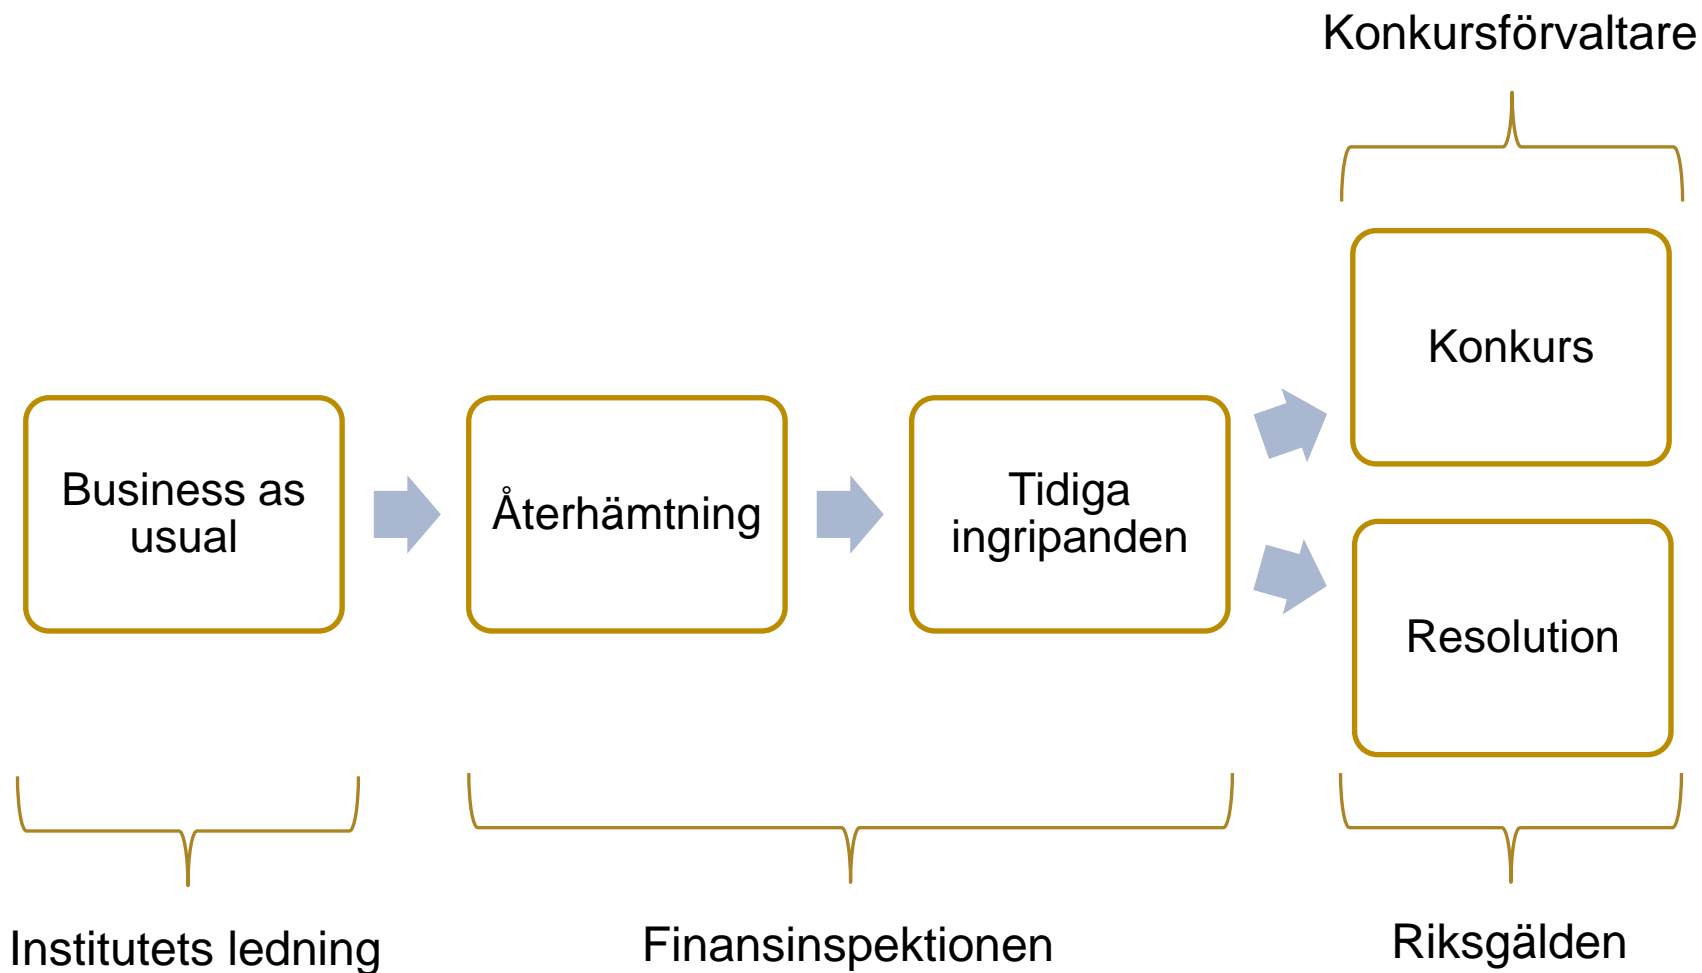 Konkursförvaltare
Konkurs
Business as
usual
Återhämtning
Tidiga
ingripanden
Resolution
Institutets ledning
Finansinspektionen
Riksgälden